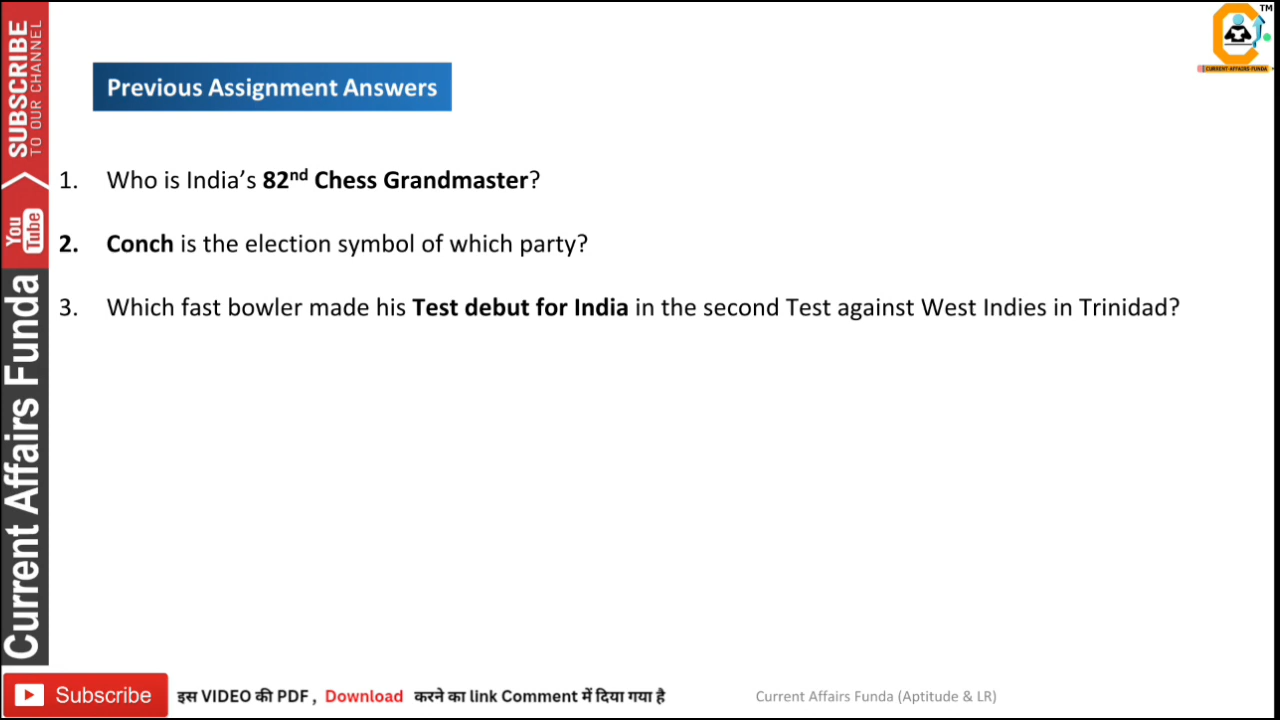 SUBSCRIBE
TO OUR CHANNEL
You
Tube
Current Affairs Funda
TM
CURRENT-AFFAIRS-FUNDA
Previous Assignment Answers
1. Who is India’s 82nd Chess Grandmaster?
2. Conch is the election symbol of which party?
3. Which fast bowler made his Test debut for India in the second Test against West Indies in Trinidad?
Subscribe
इस VIDEO की PDF , Download करने का link Comment में दिया गया है
Current Affairs Funda (Aptitude & LR)